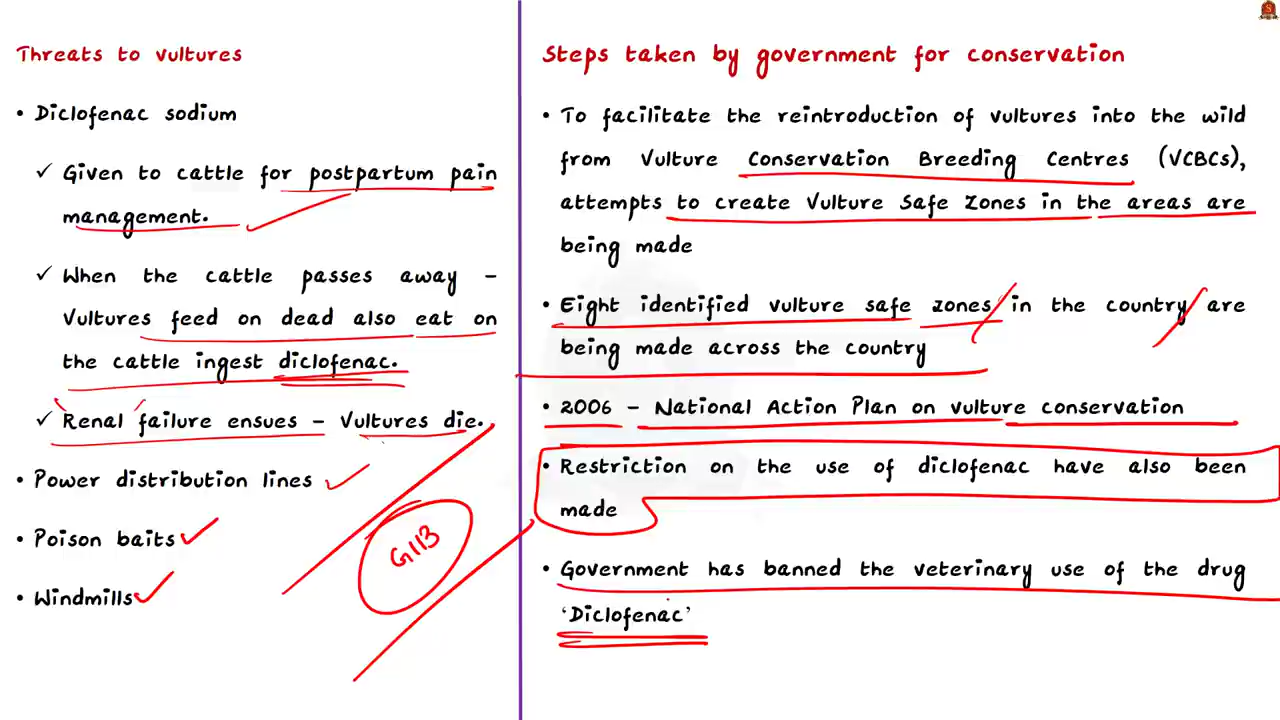 Threats to vultures
• Diclofenac sodium
✓ Given to cattle for postpartum pain
management.
✓ When the cattle passes away –
Vultures feed on dead also eat on
the cattle ingest diclofenac.
✓ Renal failure ensues – Vultures die.
• Power distribution lines
• Poison baits
• Windmills
G113
Steps taken by government for conservation
• To facilitate the reintroduction of vultures into the wild
from Vulture Conservation Breeding Centres (VCBCs),
attempts to create Vulture Safe Zones in the areas are
being made
• Eight identified vulture safe zones in the country are
being made across the country
• 2006 – National Action Plan on vulture conservation
• Restriction on the use of diclofenac have also been
made
• Government has banned the veterinary use of the drug
‘Diclofenac’